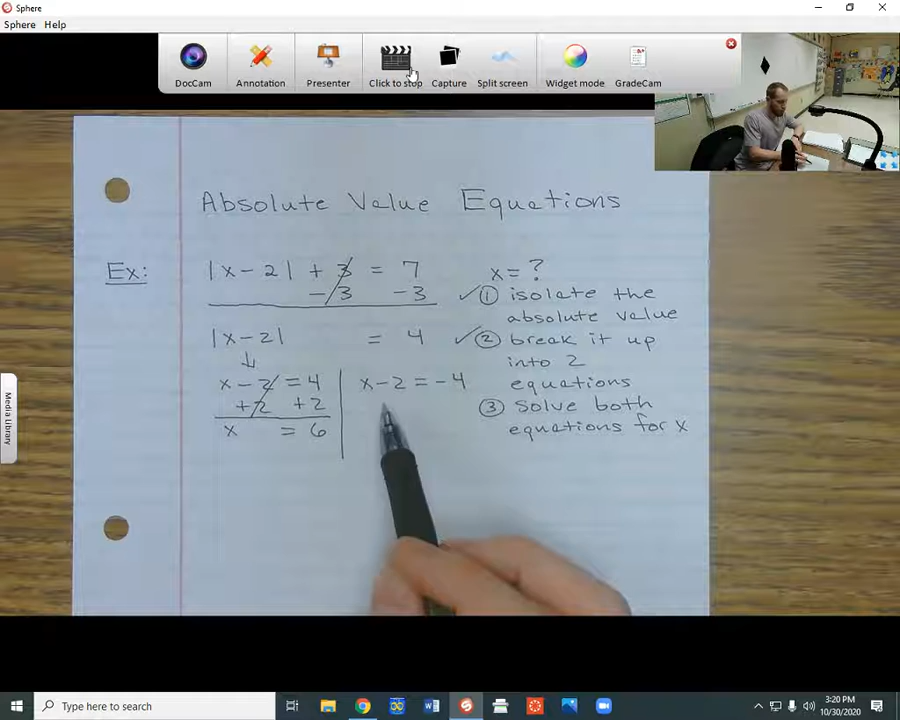 Sphere
Sphere Help
DocCam Annotation Presenter Click to stop Capture Split screen Widget mode GradeCam
Absolute Value Equations
Ex: |x - 2| + 3 = 7 x = ?
- 3 - 3 ① isolate the
absolute value
|x - 2| = 4 ② break it up
into 2
x - 2 = 4 x - 2 = - 4 equations
+ 2 + 2 ③ Solve both
x = 6 equations for x
Media Library
Type here to search
3:20 PM
10/30/2020